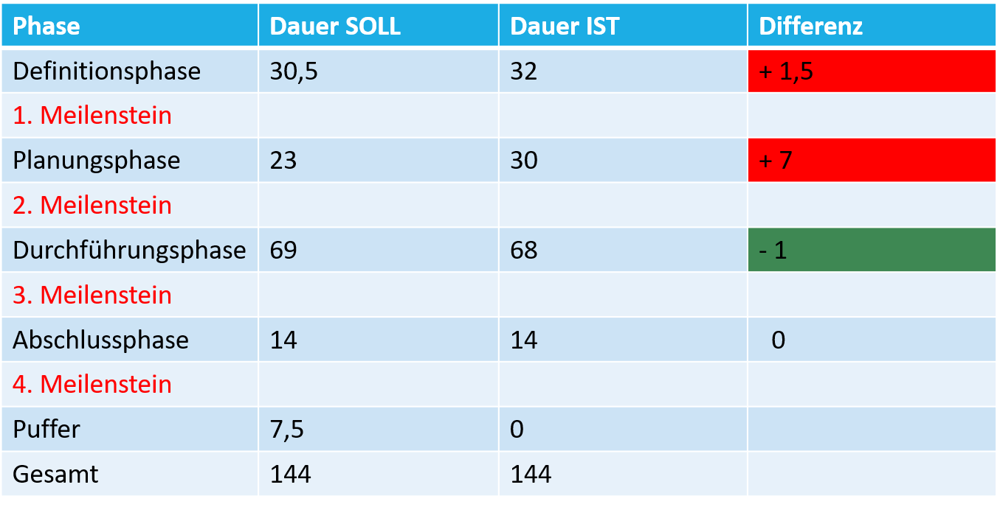 Phase Dauer SOLL Dauer IST Differenz
Definitionsphase 30,5 32 + 1,5
1. Meilenstein
Planungsphase 23 30 + 7
2. Meilenstein
Durchführungsphase 69 68 - 1
3. Meilenstein
Abschlussphase 14 14 0
4. Meilenstein
Puffer 7,5 0
Gesamt 144 144